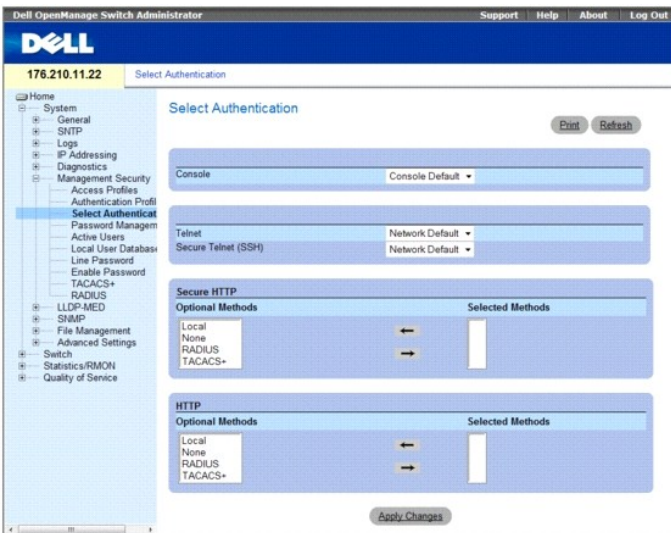 Dell OpenManage Switch Administrator
Support Help About Log Out
DELL
176.210.11.22
Select Authentication
Home
System
General
SNTP
Logs
IP Addressing
Diagnostics
Management Security
Access Profiles
Authentication Profil
Select Authenticat
Password Managem
Active Users
Local User Database
Line Password
Enable Password
TACACS+
RADIUS
LLDP-MED
SNMP
File Management
Advanced Settings
Switch
Statistics/RMON
Quality of Service
Select Authentication
Print Refresh
Console Console Default
Telnet Network Default
Secure Telnet (SSH) Network Default
Secure HTTP
Optional Methods Selected Methods
Local
None
RADIUS
TACACS+
HTTP
Optional Methods Selected Methods
Local
None
RADIUS
TACACS+
Apply Changes